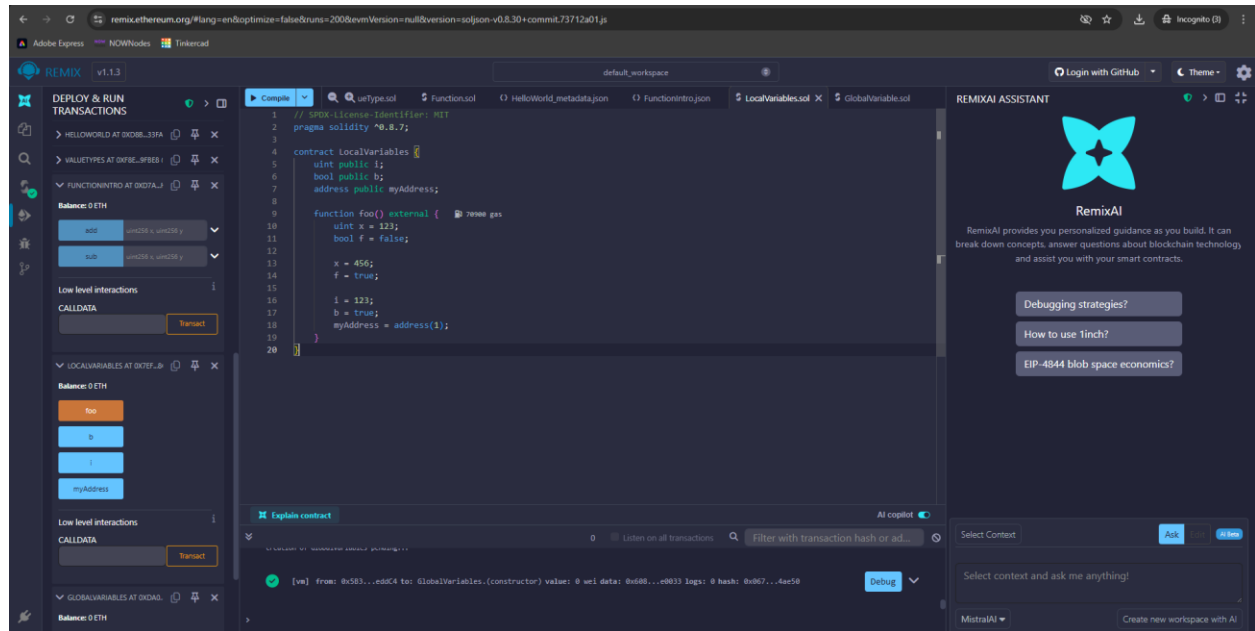 remix.ethereum.org/#lang=en&optimize=false&runs=200&evmVersion=null&version=soljson-v0.8.30+commit.73712a01.js
Incognito (3)
Adobe Express
NOWNodes
Tinkercad
REMIX
v1.1.3
default_workspace
Login with GitHub
Theme
DEPLOY & RUN
TRANSACTIONS
HELLOWORLD AT 0XD8B...33FA
VALUETYPES AT 0XF8E...9FBE8 (
FUNCTIONINTRO AT 0XD7A...
Balance: 0 ETH
add
uint256 x, uint256 y
sub
uint256 x, uint256 y
Low level interactions
i
CALLDATA
Transact
LOCALVARIABLES AT 0X7EF...
Balance: 0 ETH
foo
b
i
myAddress
Low level interactions
i
CALLDATA
Transact
GLOBALVARIABLES AT 0XDA0..
Balance: 0 ETH
Compile
ueType.sol
Function.sol
HelloWorld_metadata.json
FunctionIntro.json
LocalVariables.sol
GlobalVariable.sol
1 // SPDX-License-Identifier: MIT
2 pragma solidity ^0.8.7;
3
4 contract LocalVariables {
5 uint public i;
6 bool public b;
7 address public myAddress;
8
9 function foo() external { 70900 gas
10 uint x = 123;
11 bool f = false;
12
13 x = 456;
14 f = true;
15
16 i = 123;
17 b = true;
18 myAddress = address(1);
19 }
20 }
Explain contract
AI copilot
0
Listen on all transactions
Filter with transaction hash or ad...
creation of GlobalVariables pending...
[vm] from: 0x5B3...eddC4 to: GlobalVariables.(constructor) value: 0 wei data: 0x608...e0033 logs: 0 hash: 0x067...4ae50
Debug
>
REMIXAI ASSISTANT
RemixAI
RemixAI provides you personalized guidance as you build. It can
break down concepts, answer questions about blockchain technology
and assist you with your smart contracts.
Debugging strategies?
How to use 1inch?
EIP-4844 blob space economics?
Select Context
Ask
Edit
AI Beta
Select context and ask me anything!
MistralAI
Create new workspace with AI